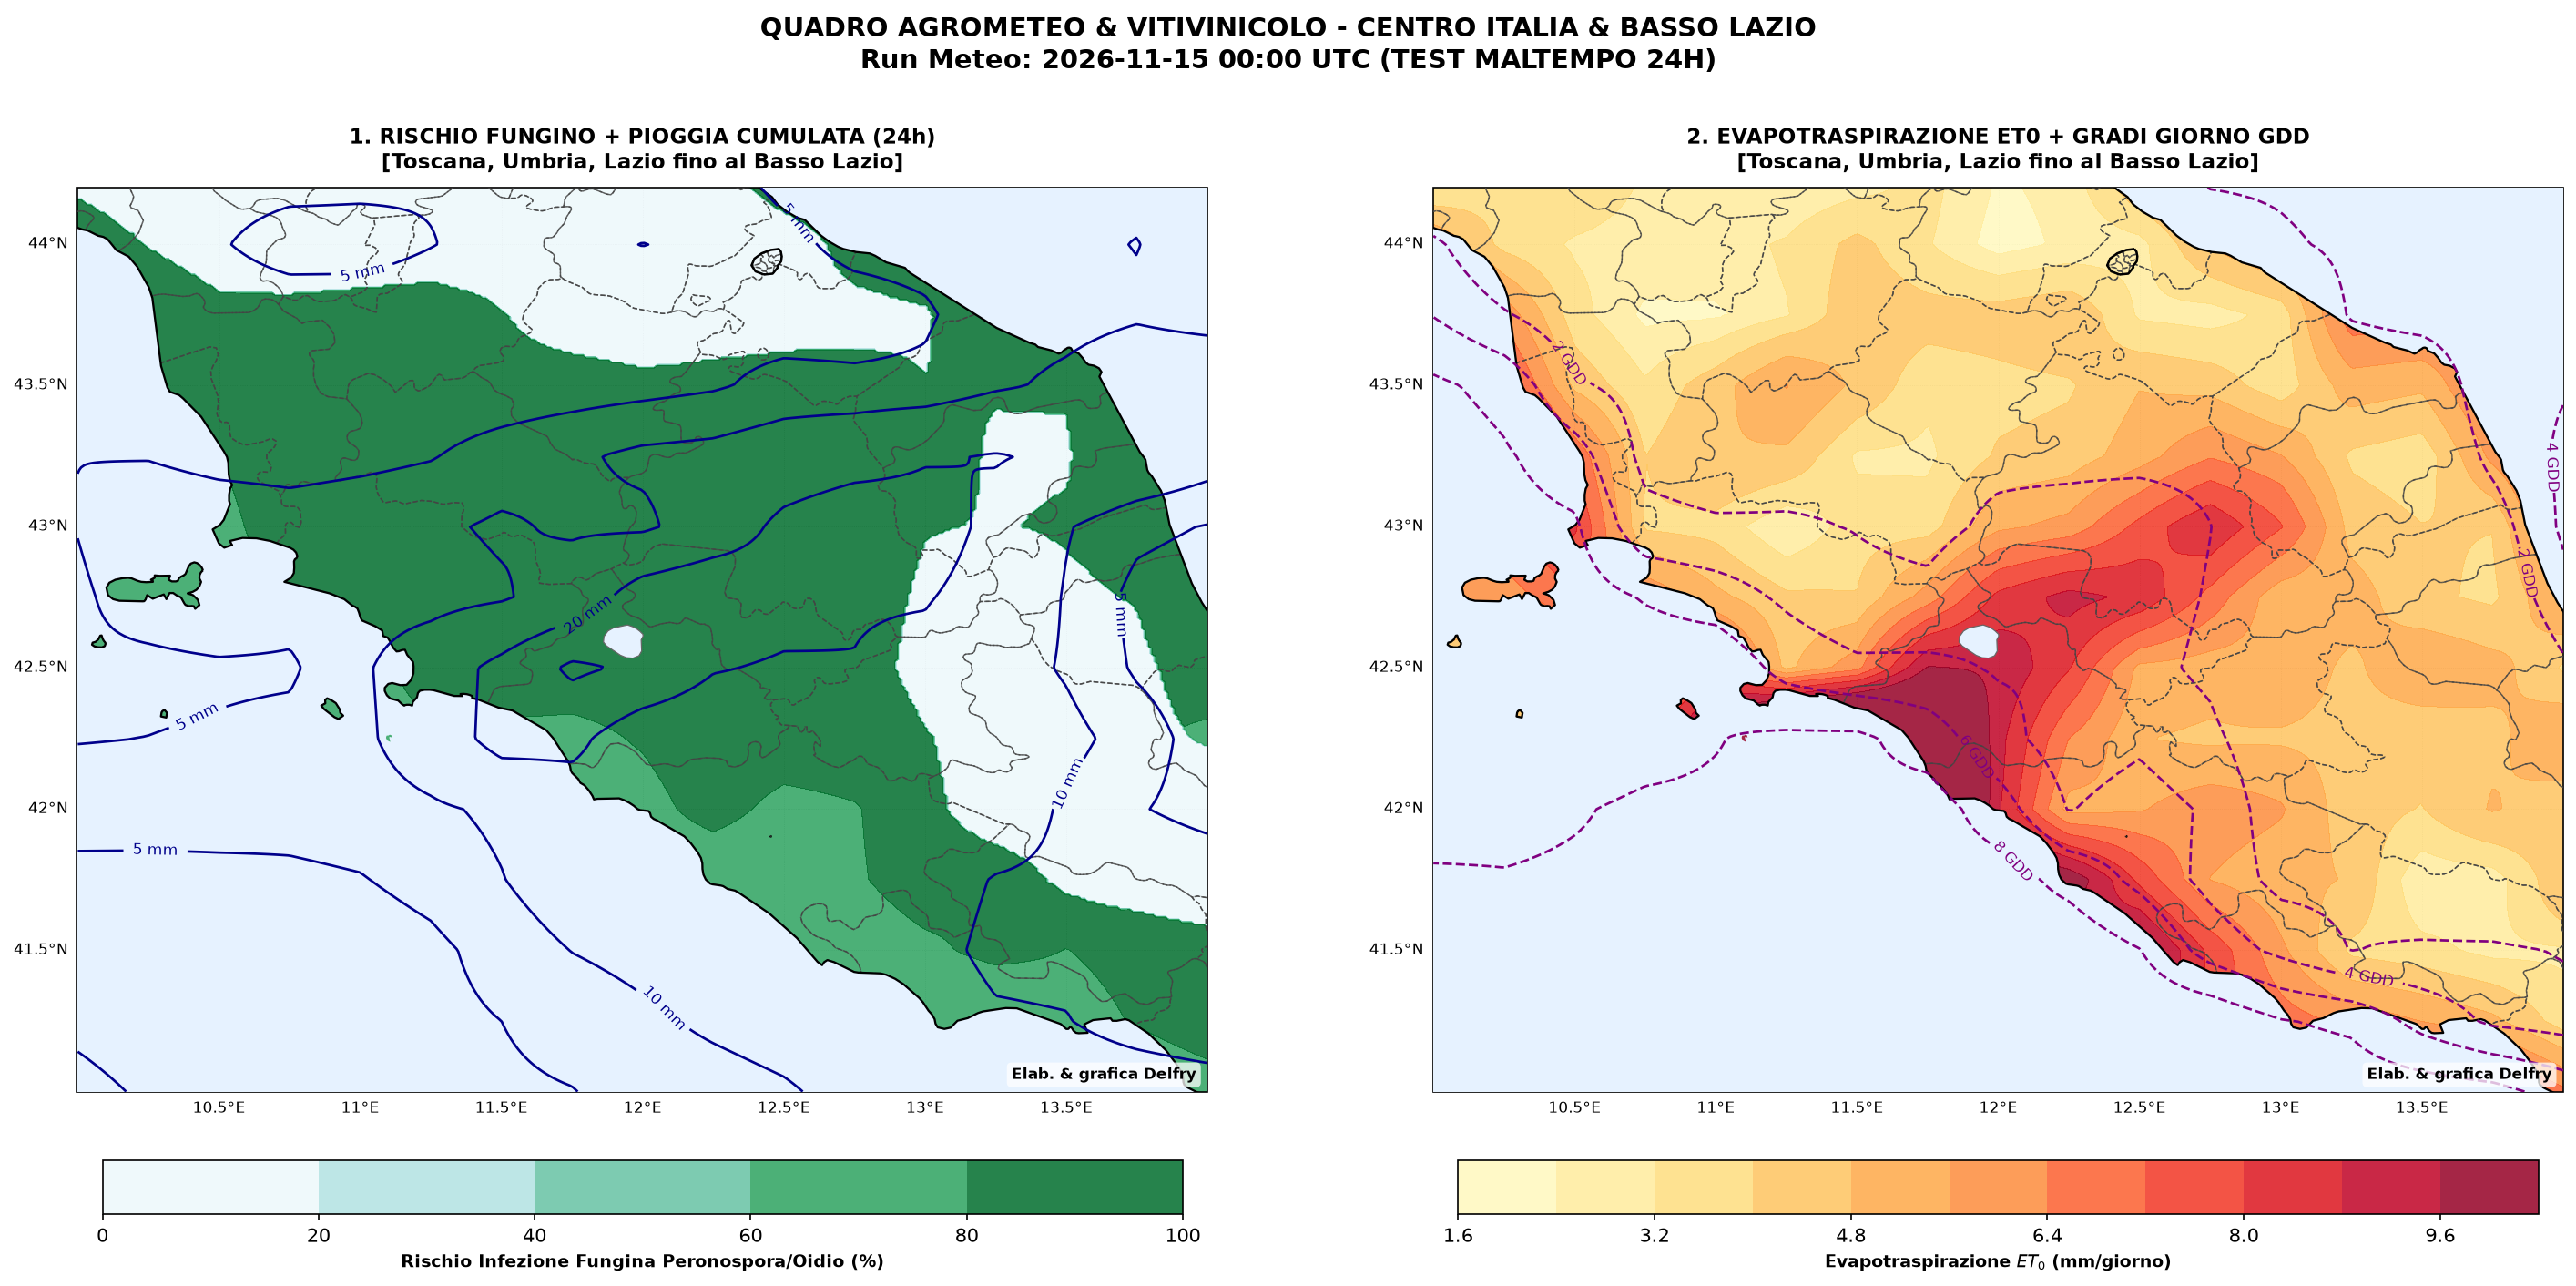 QUADRO AGROMETEO & VITIVINICOLO - CENTRO ITALIA & BASSO LAZIO
Run Meteo: 2026-11-15 00:00 UTC (TEST MALTEMPO 24H)
1. RISCHIO FUNGINO + PIOGGIA CUMULATA (24h)
[Toscana, Umbria, Lazio fino al Basso Lazio]
44°N
43.5°N
43°N
42.5°N
42°N
41.5°N
5 mm
5 mm
20 mm
5 mm
5 mm
10 mm
5 mm
10 mm
Elab. & grafica Delfry
10.5°E 11°E 11.5°E 12°E 12.5°E 13°E 13.5°E
0 20 40 60 80 100
Rischio Infezione Fungina Peronospora/Oidio (%)
2. EVAPOTRASPIRAZIONE ET0 + GRADI GIORNO GDD
[Toscana, Umbria, Lazio fino al Basso Lazio]
44°N
43.5°N
43°N
42.5°N
42°N
41.5°N
2 GDD
4 GDD
2 GDD
6 GDD
8 GDD
4 GDD
Elab. & grafica Delfry
10.5°E 11°E 11.5°E 12°E 12.5°E 13°E 13.5°E
1.6 3.2 4.8 6.4 8.0 9.6
Evapotraspirazione ET₀ (mm/giorno)